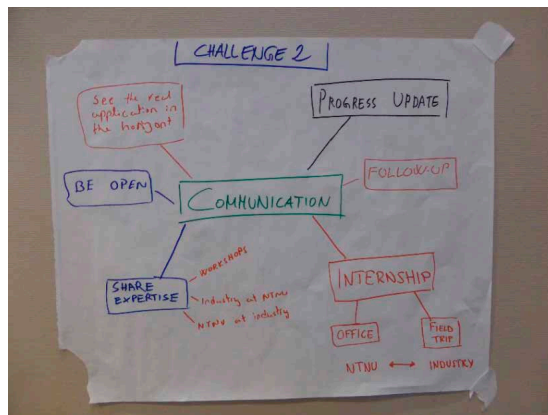 CHALLENGE 2
See the real
application in
the horizont
PROGRESS UPDATE
BE OPEN
COMMUNICATION
FOLLOW-UP
SHARE
EXPERTISE
WORKSHOPS
Industry at NTNU
NTNU at industry
INTERNSHIP
OFFICE
FIELD
TRIP
NTNU ↔ INDUSTRY